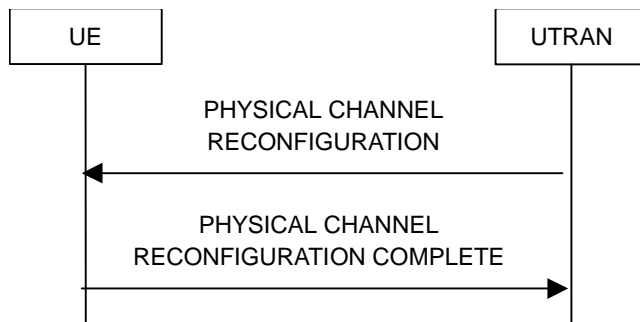 UE
UTRAN
PHYSICAL CHANNEL
RECONFIGURATION
PHYSICAL CHANNEL
RECONFIGURATION COMPLETE